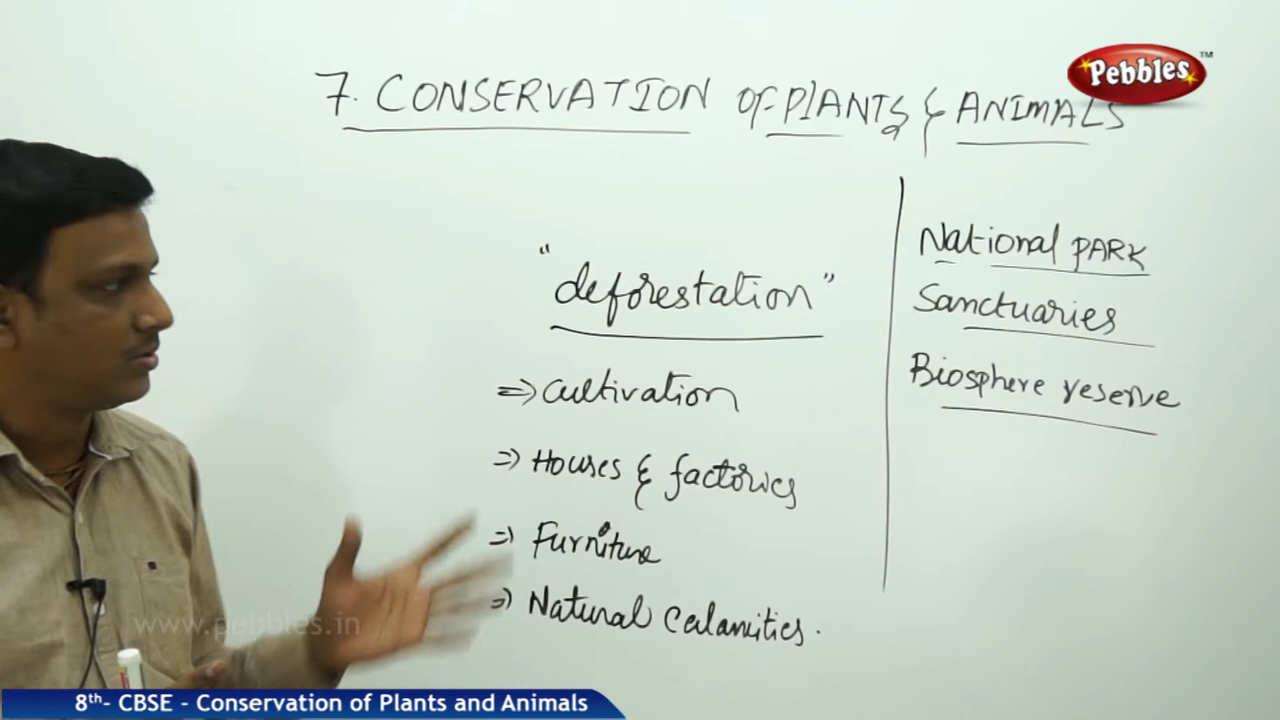 Pebbles™
7. CONSERVATION OF PLANTS & ANIMALS
"deforestation"
⇒ Cultivation
⇒ Houses & factories
⇒ Furniture
⇒ Natural Calamities.
National PARK
Sanctuaries
Biosphere reserve
www.pebbles.in
8th- CBSE - Conservation of Plants and Animals